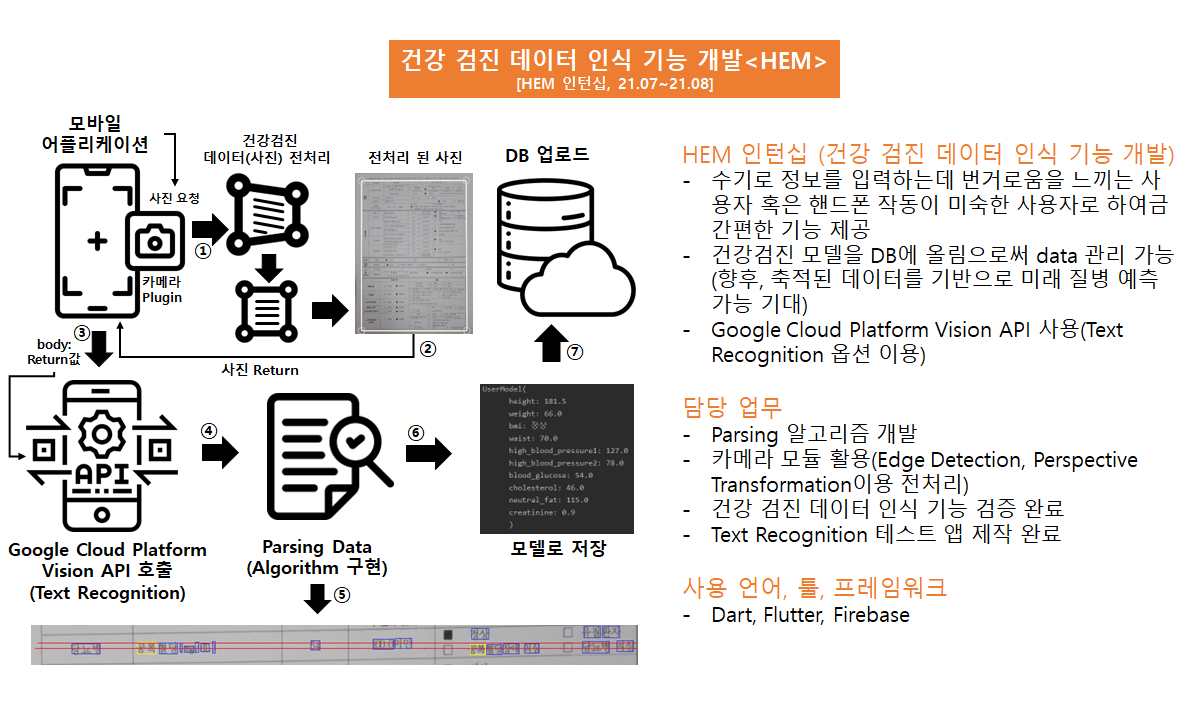 건강 검진 데이터 인식 기능 개발<HEM>
[HEM 인턴십, 21.07~21.08]
모바일
어플리케이션
사진 요청
카메라
Plugin
①
건강검진
데이터(사진) 전처리
전처리 된 사진
②
사진 Return
③
body:
Return값
API
Google Cloud Platform
Vision API 호출
(Text Recognition)
④
Parsing Data
(Algorithm 구현)
⑤
⑥
UserModel(
height: 181.5
weight: 66.0
bmi: 정상
waist: 70.0
high_blood_pressure1: 127.0
high_blood_pressure2: 78.0
blood_glucose: 54.0
cholesterol: 46.0
neutral_fat: 115.0
creatinine: 0.9
)
모델로 저장
⑦
DB 업로드
당뇨병
공복혈당
정상
유질환자
HEM 인턴십 (건강 검진 데이터 인식 기능 개발)
- 수기로 정보를 입력하는데 번거로움을 느끼는 사
용자 혹은 핸드폰 작동이 미숙한 사용자로 하여금
간편한 기능 제공
- 건강검진 모델을 DB에 올림으로써 data 관리 가능
(향후, 축적된 데이터를 기반으로 미래 질병 예측
가능 기대)
- Google Cloud Platform Vision API 사용(Text
Recognition 옵션 이용)
담당 업무
- Parsing 알고리즘 개발
- 카메라 모듈 활용(Edge Detection, Perspective
Transformation이용 전처리)
- 건강 검진 데이터 인식 기능 검증 완료
- Text Recognition 테스트 앱 제작 완료
사용 언어, 툴, 프레임워크
- Dart, Flutter, Firebase